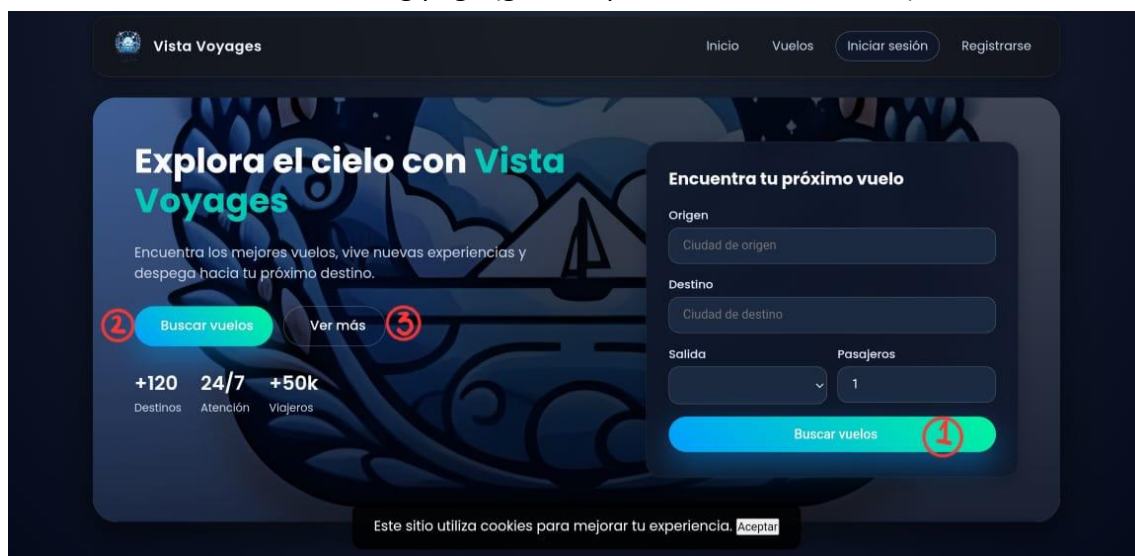 Vista Voyages
Inicio Vuelos Iniciar sesión Registrarse
Explora el cielo con Vista
Voyages
Encuentra los mejores vuelos, vive nuevas experiencias y
despega hacia tu próximo destino.
2 Buscar vuelos Ver más 3
+120 24/7 +50k
Destinos Atención Viajeros
Encuentra tu próximo vuelo
Origen
Ciudad de origen
Destino
Ciudad de destino
Salida Pasajeros
1
Buscar vuelos 1
Este sitio utiliza cookies para mejorar tu experiencia. Aceptar